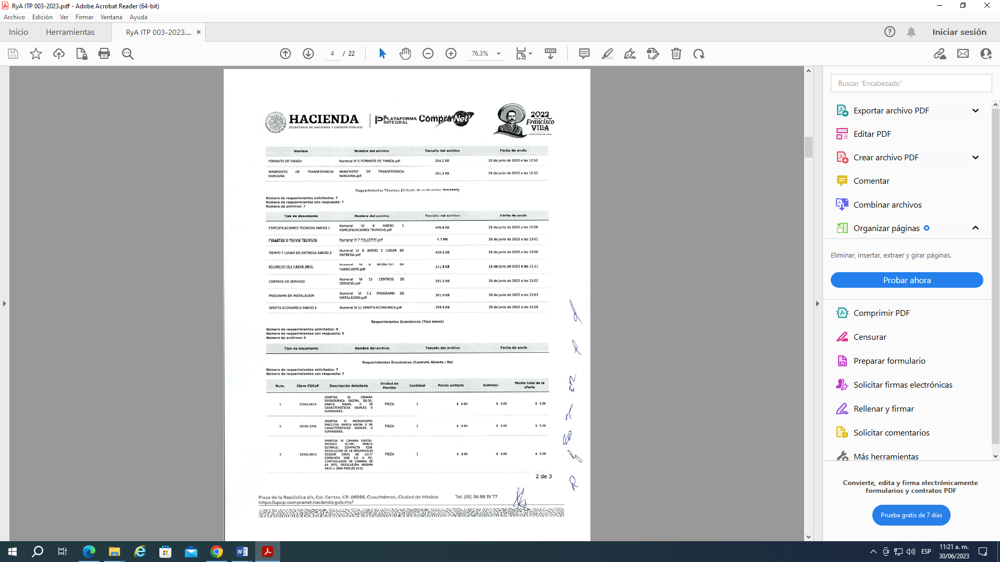 RyA ITP 003-2023.pdf - Adobe Acrobat Reader (64-bit)
Archivo Edición Ver Firmar Ventana Ayuda
Inicio Herramientas RyA ITP 003-2023.... ×
Iniciar sesión
4 / 22 76.3%
HACIENDA
SECRETARÍA DE HACIENDA Y CRÉDITO PÚBLICO
PLATAFORMA INTEGRAL CompraNet
2023 Francisco VILLA
Nombre Nombre del archivo Tamaño del archivo Fecha de envío
FORMATO DE FIANZA Numeral VI 5 FORMATO DE FIANZA.pdf 354.2 KB 28 de junio de 2023 a las 12:53
MANIFIESTO DE TRANSFERENCIA BANCARIA MANIFIESTO DE TRANSFERENCIA BANCARIA.pdf 261.3 KB 28 de junio de 2023 a las 13:33
Requerimientos Técnicos (Criterio de evaluación: BINARIO)
Número de requerimientos solicitados: 7
Número de requerimientos con respuesta: 7
Número de archivos: 7
Tipo de documento Nombre del archivo Tamaño del archivo Fecha de envío
ESPECIFICACIONES TECNICAS ANEXO 1 Numeral VI 6 ANEXO 1 ESPECIFICACIONES TECNICAS.pdf 449.8 KB 28 de junio de 2023 a las 12:58
FOLLETOS O FICHAS TECNICAS Numeral VI 7 FOLLETOS.pdf 5.7 MB 28 de junio de 2023 a las 13:01
TIEMPO Y LUGAR DE ENTREGA ANEXO 2 Numeral VI 8 ANEXO 2 LUGAR DE ENTREGA.pdf 429.5 KB 28 de junio de 2023 a las 13:06
RESPALDO DEL FABRICANTE Numeral VI 9 RESPALDO DE FABRICANTE.pdf 271.8 KB 28 de junio de 2023 a las 13:11
CENTROS DE SERVICIO Numeral VI 10 CENTROS DE SERVICIO.pdf 291.2 KB 28 de junio de 2023 a las 13:22
PROGRAMA DE INSTALACION Numeral VI 7.1 PROGRAMA DE INSTALACION.pdf 301.0 KB 28 de junio de 2023 a las 13:03
OFERTA ECONOMICA ANEXO 6 Numeral VI 11 OFERTA ECONOMICA.pdf 339.9 KB 28 de junio de 2023 a las 13:26
Requerimientos Económicos (Tipo anexo)
Número de requerimientos solicitados: 0
Número de requerimientos con respuesta: 0
Número de archivos: 0
Tipo de documento Nombre del archivo Tamaño del archivo Fecha de envío
Requerimientos Económicos (Contrato Abierto / No)
Número de requerimientos solicitados: 7
Número de requerimientos con respuesta: 7
Num. Clave CUCoP Descripción detallada Unidad de Medida Cantidad Precio unitario Subtotal Monto total de la oferta
1 51501-0014 (PARTIDA 6) CÁMARA FOTOGRÁFICA DIGITAL DS-10, MARCA NIKON, O DE CARACTERISTICAS IGUALES O SUPERIORES. PIEZA 1 $ 0.00 $ 0.00 $ 0.00
2 53101-1245 (PARTIDA 7) MICROSCOPIO SMZ1270I, MARCA NIKON, O DE CARACTERISTICAS IGUALES O SUPERIORES. PIEZA 1 $ 0.00 $ 0.00 $ 0.00
3 51501-0014 (PARTIDA 5) CÁMARA DIGITAL MODELO SC180, MARCA OLYMPUS. COMPACTA CON RESOLUCIÓN DE 18 MEGAPIXELES SENSOR CMOS DE 1/2.3" CONEXIÓN USB 3.0 A PC, CONTROLADOR DE CÁMARA DE 64 BITS, RESOLUCIÓN MÁXIMA 4912 x 3684 PIXELES (4:3) PIEZA 1 $ 0.00 $ 0.00 $ 0.00
2 de 3
Plaza de la República s/n, Col. Centro, CP. 06066, Cuauhtémoc, Ciudad de México. Tel. (55) 36 88 19 77
https://upcp-compranet.hacienda.gob.mx/
Buscar 'Encabezado'
Exportar archivo PDF
Editar PDF
Crear archivo PDF
Comentar
Combinar archivos
Organizar páginas
Eliminar, insertar, extraer y girar páginas.
Probar ahora
Comprimir PDF
Censurar
Preparar formulario
Solicitar firmas electrónicas
Rellenar y firmar
Solicitar comentarios
Más herramientas
Convierte, edita y firma electrónicamente
formularios y contratos PDF
Prueba gratis de 7 días
ESP
11:21 a. m.
30/06/2023